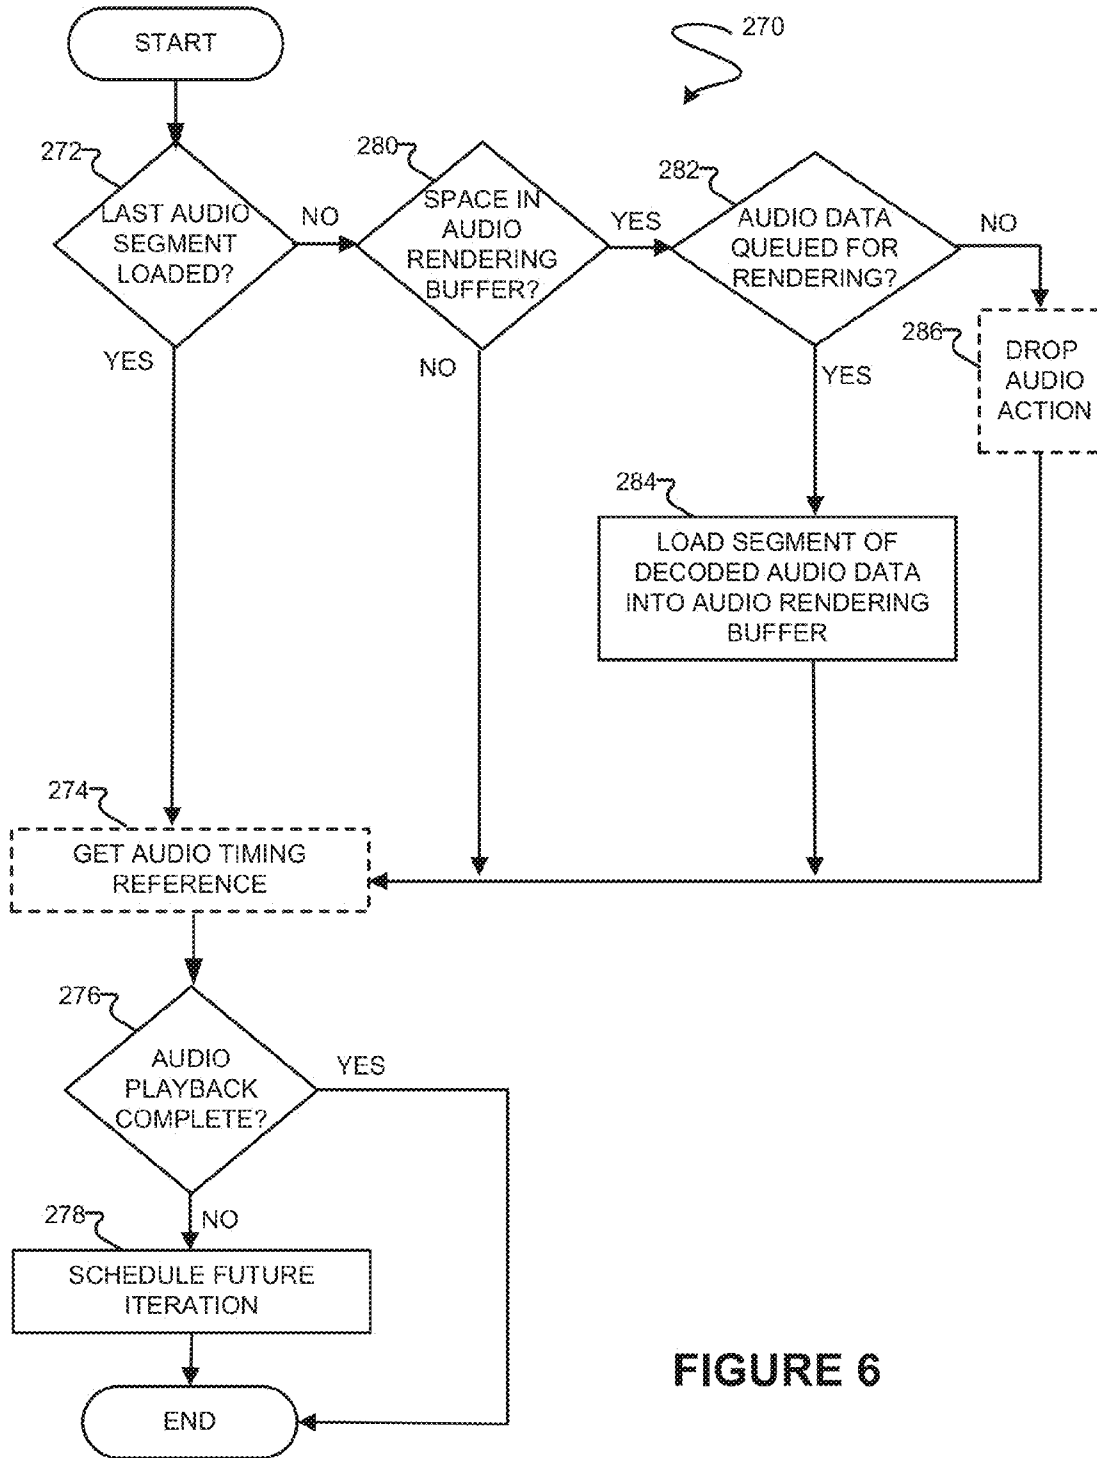 START
270
272
LAST AUDIO
SEGMENT
LOADED?
NO
YES
280
SPACE IN
AUDIO
RENDERING
BUFFER?
YES
NO
282
AUDIO DATA
QUEUED FOR
RENDERING?
NO
YES
286
DROP
AUDIO
ACTION
284
LOAD SEGMENT OF
DECODED AUDIO DATA
INTO AUDIO RENDERING
BUFFER
274
GET AUDIO TIMING
REFERENCE
276
AUDIO
PLAYBACK
COMPLETE?
YES
NO
278
SCHEDULE FUTURE
ITERATION
END
FIGURE 6